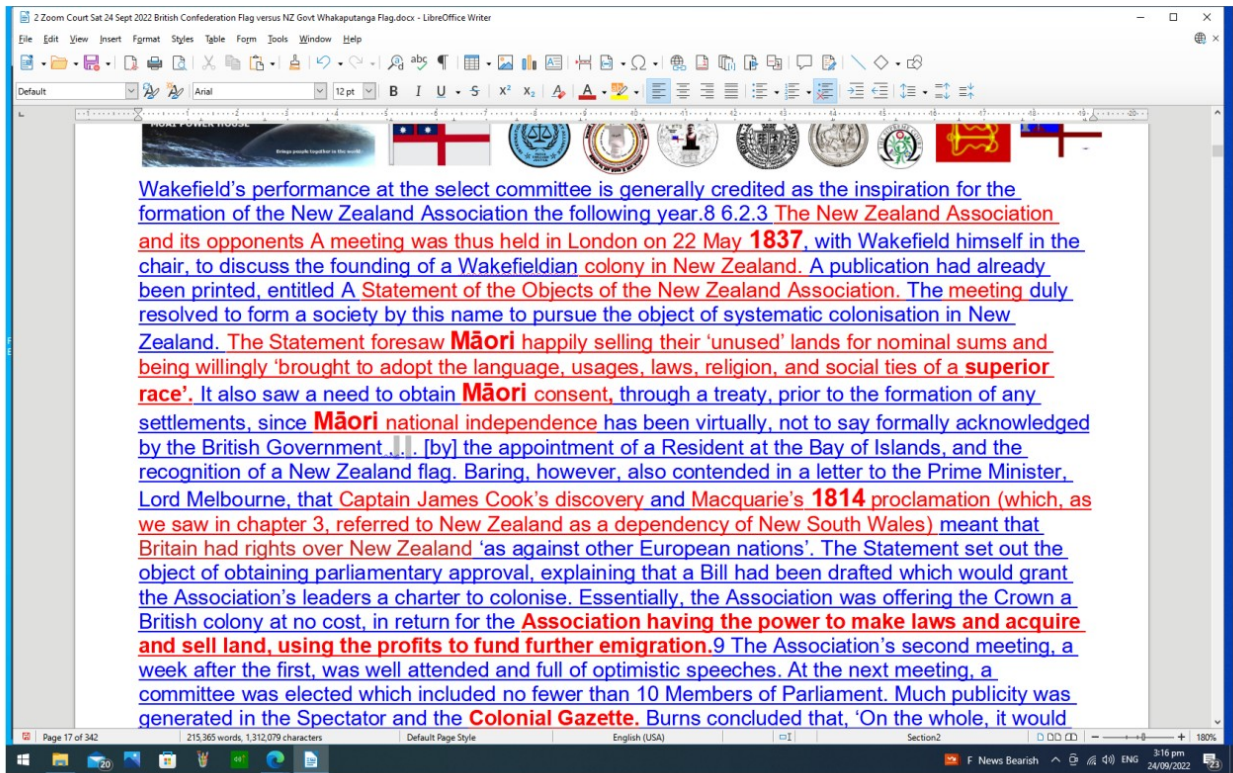 2 Zoom Court Sat 24 Sept 2022 British Confederation Flag versus NZ Govt Whakaputanga Flag.docx - LibreOffice Writer
File Edit View Insert Format Styles Table Form Tools Window Help
Default Arial 12 pt
Brings people together in the world
Wakefield's performance at the select committee is generally credited as the inspiration for the
formation of the New Zealand Association the following year.8 6.2.3 The New Zealand Association
and its opponents A meeting was thus held in London on 22 May 1837, with Wakefield himself in the
chair, to discuss the founding of a Wakefieldian colony in New Zealand. A publication had already
been printed, entitled A Statement of the Objects of the New Zealand Association. The meeting duly
resolved to form a society by this name to pursue the object of systematic colonisation in New
Zealand. The Statement foresaw Māori happily selling their 'unused' lands for nominal sums and
being willingly 'brought to adopt the language, usages, laws, religion, and social ties of a superior
race'. It also saw a need to obtain Māori consent, through a treaty, prior to the formation of any
settlements, since Māori national independence has been virtually, not to say formally acknowledged
by the British Government . . . [by] the appointment of a Resident at the Bay of Islands, and the
recognition of a New Zealand flag. Baring, however, also contended in a letter to the Prime Minister,
Lord Melbourne, that Captain James Cook's discovery and Macquarie's 1814 proclamation (which, as
we saw in chapter 3, referred to New Zealand as a dependency of New South Wales) meant that
Britain had rights over New Zealand 'as against other European nations'. The Statement set out the
object of obtaining parliamentary approval, explaining that a Bill had been drafted which would grant
the Association's leaders a charter to colonise. Essentially, the Association was offering the Crown a
British colony at no cost, in return for the Association having the power to make laws and acquire
and sell land, using the profits to fund further emigration.9 The Association's second meeting, a
week after the first, was well attended and full of optimistic speeches. At the next meeting, a
committee was elected which included no fewer than 10 Members of Parliament. Much publicity was
generated in the Spectator and the Colonial Gazette. Burns concluded that, 'On the whole, it would
Page 17 of 342 215,365 words, 1,312,079 characters Default Page Style English (USA) Section2 180%
F News Bearish ENG 3:16 pm
24/09/2022